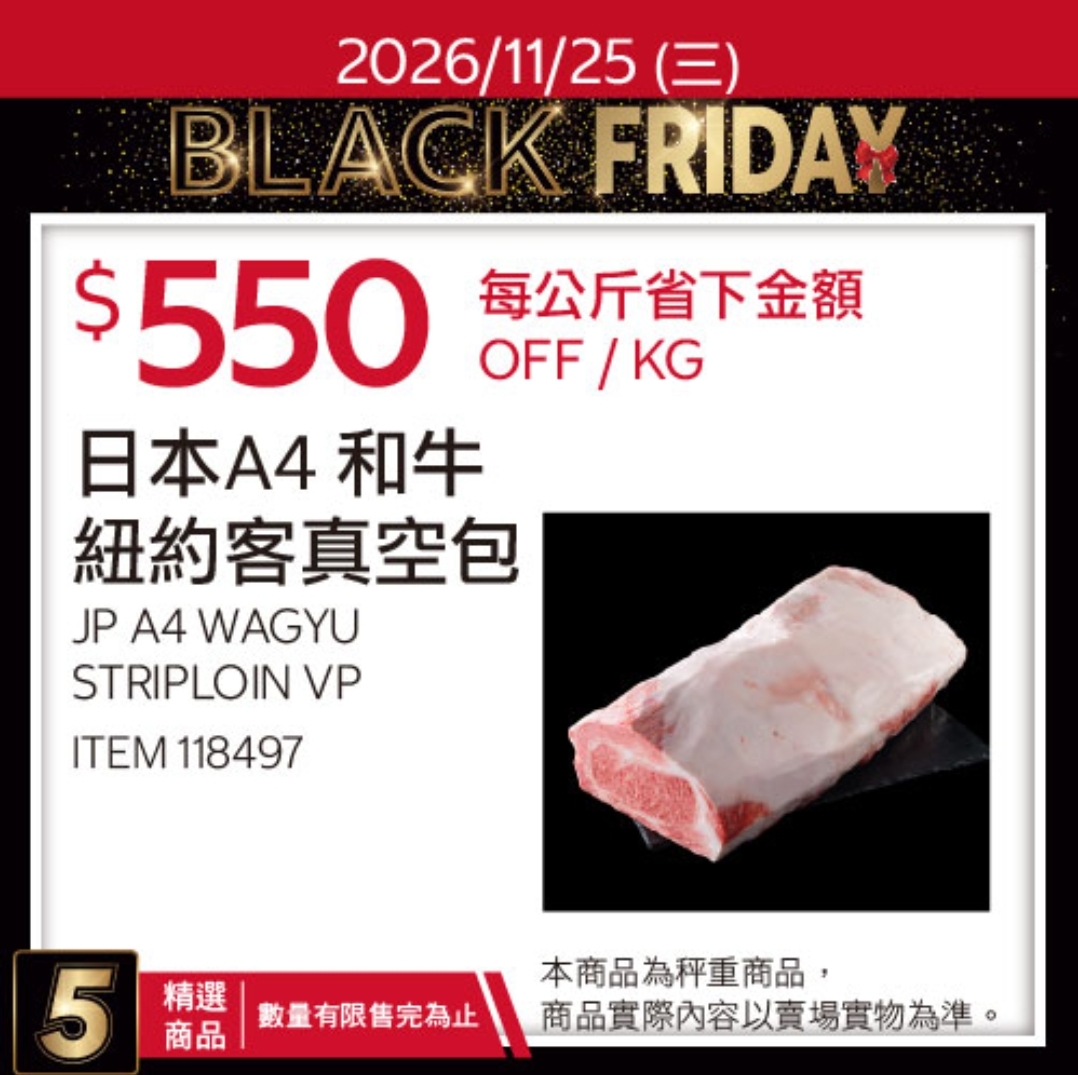 2026/11/25 (三)
BLACK FRIDAY
$550
每公斤省下金額
OFF / KG
日本A4 和牛
紐約客真空包
JP A4 WAGYU
STRIPLOIN VP
ITEM 118497
本商品為秤重商品，
商品實際內容以賣場實物為準。
5
精選
商品
數量有限售完為止